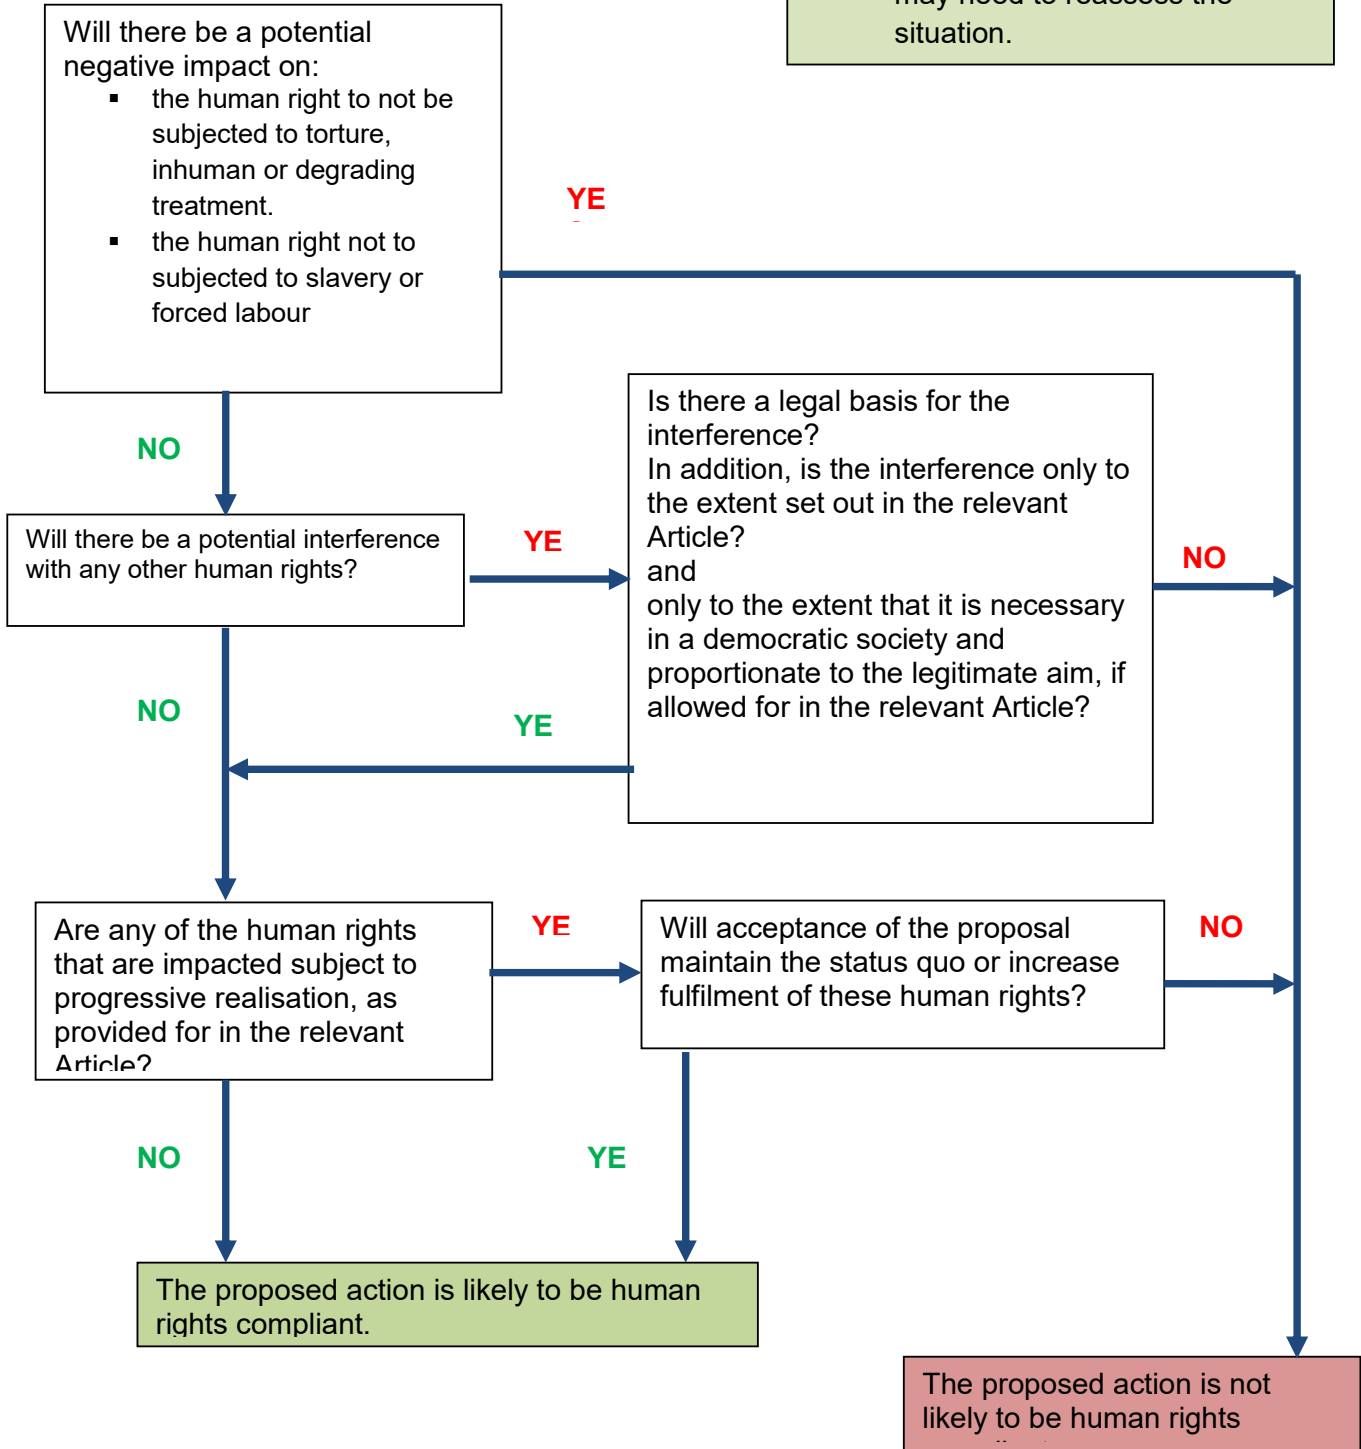 may need to reassess the
situation.
Will there be a potential
negative impact on:
▪ the human right to not be
subjected to torture,
inhuman or degrading
treatment.
▪ the human right not to
subjected to slavery or
forced labour
YE
NO
Is there a legal basis for the
interference?
In addition, is the interference only to
the extent set out in the relevant
Article?
and
only to the extent that it is necessary
in a democratic society and
proportionate to the legitimate aim, if
allowed for in the relevant Article?
Will there be a potential interference
with any other human rights?
YE
NO
NO
YE
Are any of the human rights
that are impacted subject to
progressive realisation, as
provided for in the relevant
Article?
YE
Will acceptance of the proposal
maintain the status quo or increase
fulfilment of these human rights?
NO
NO
YE
The proposed action is likely to be human
rights compliant.
The proposed action is not
likely to be human rights